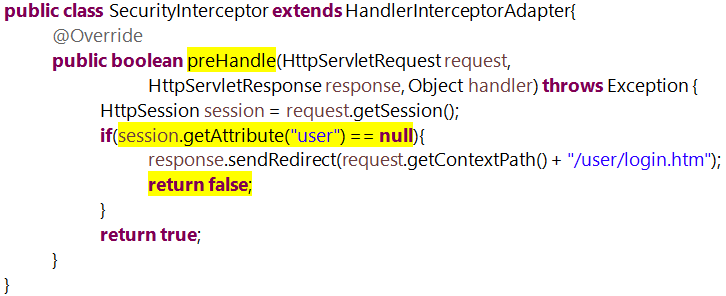 public class SecurityInterceptor extends HandlerInterceptorAdapter{
@Override
public boolean preHandle(HttpServletRequest request,
HttpServletResponse response, Object handler) throws Exception {
HttpSession session = request.getSession();
if(session.getAttribute("user") == null){
response.sendRedirect(request.getContextPath() + "/user/login.htm");
return false;
}
return true;
}
}